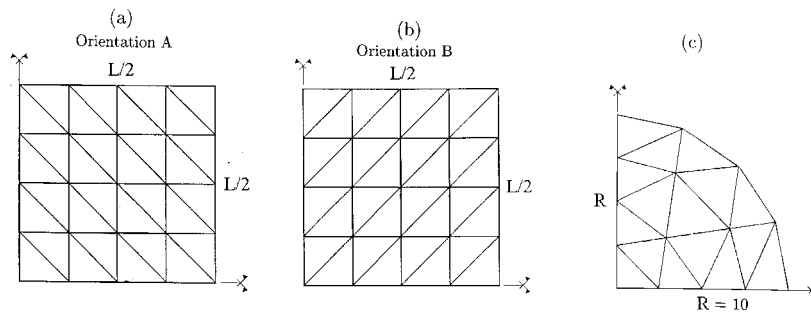 (a)
Orientation A
L/2
L/2
(b)
Orientation B
L/2
L/2
(c)
R
R = 10